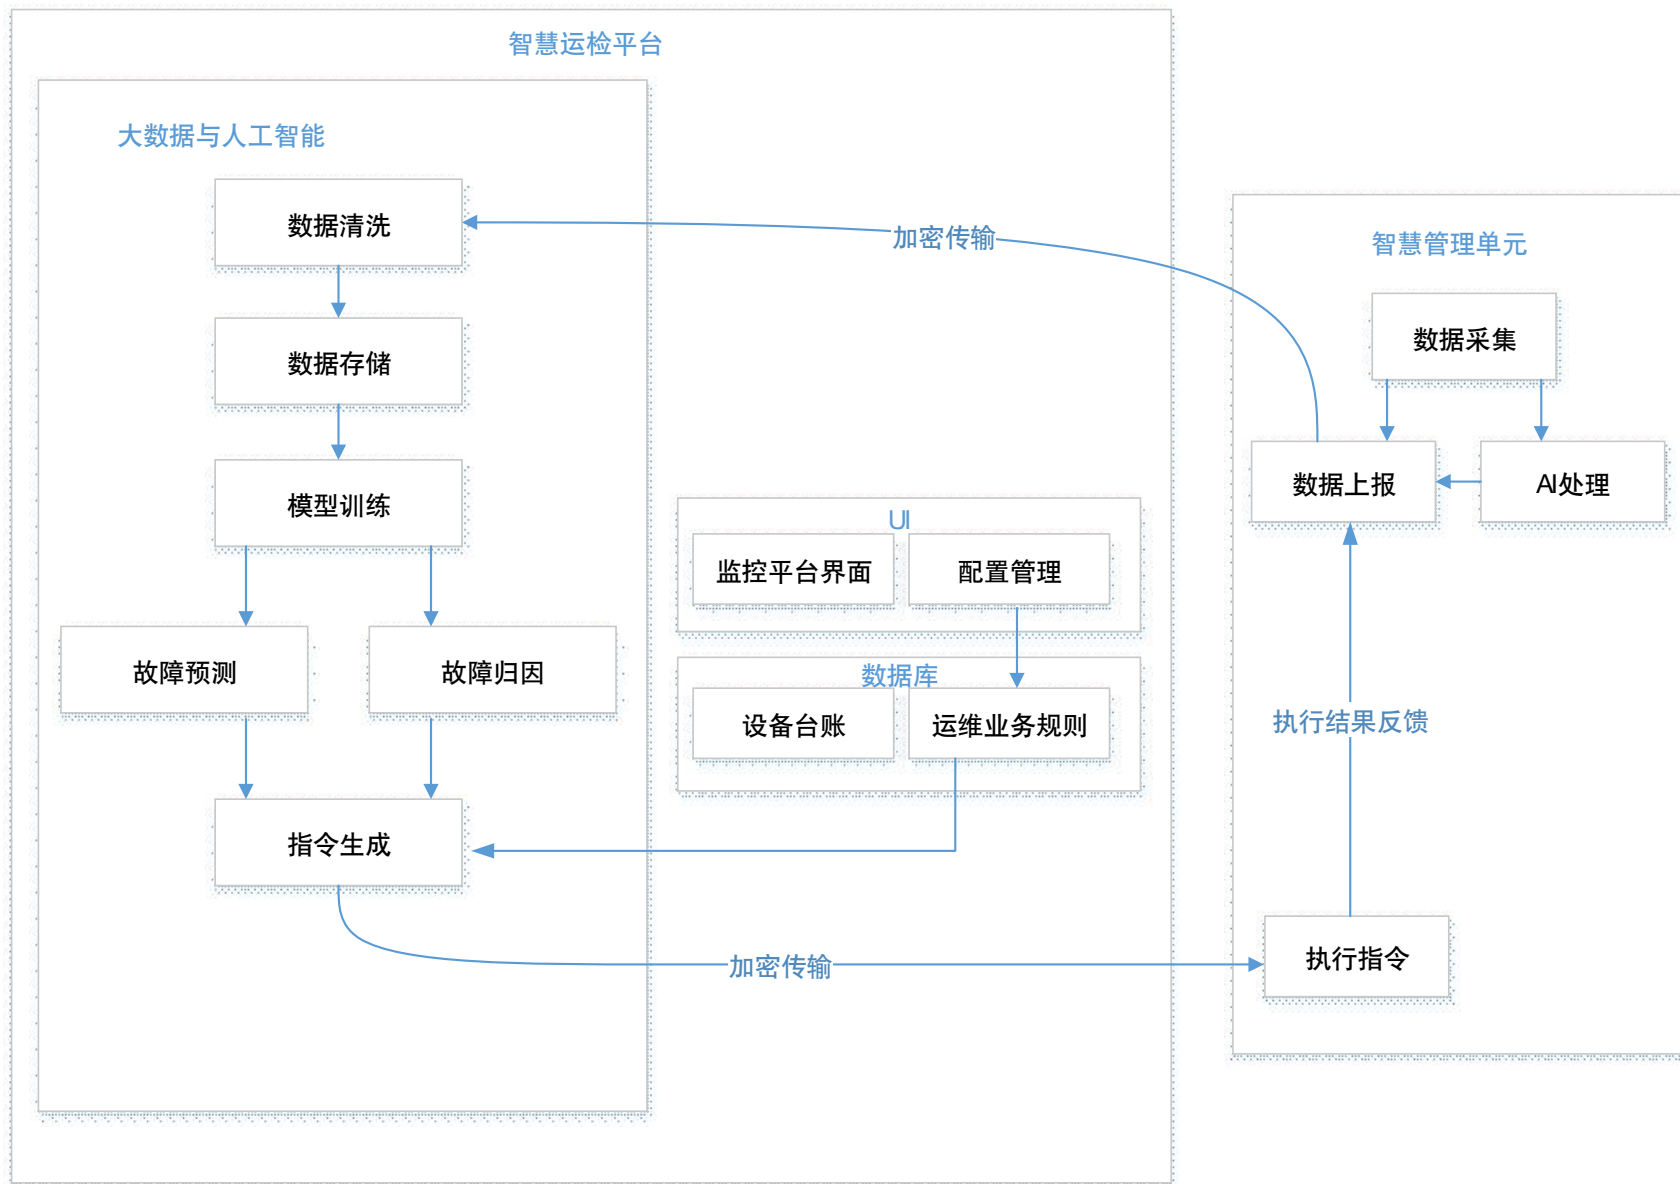 智慧运检平台
大数据与人工智能
数据清洗
数据存储
模型训练
故障预测
故障归因
指令生成
加密传输
UI
监控平台界面
配置管理
数据库
设备台账
运维业务规则
加密传输
智慧管理单元
数据采集
数据上报
AI处理
执行结果反馈
执行指令